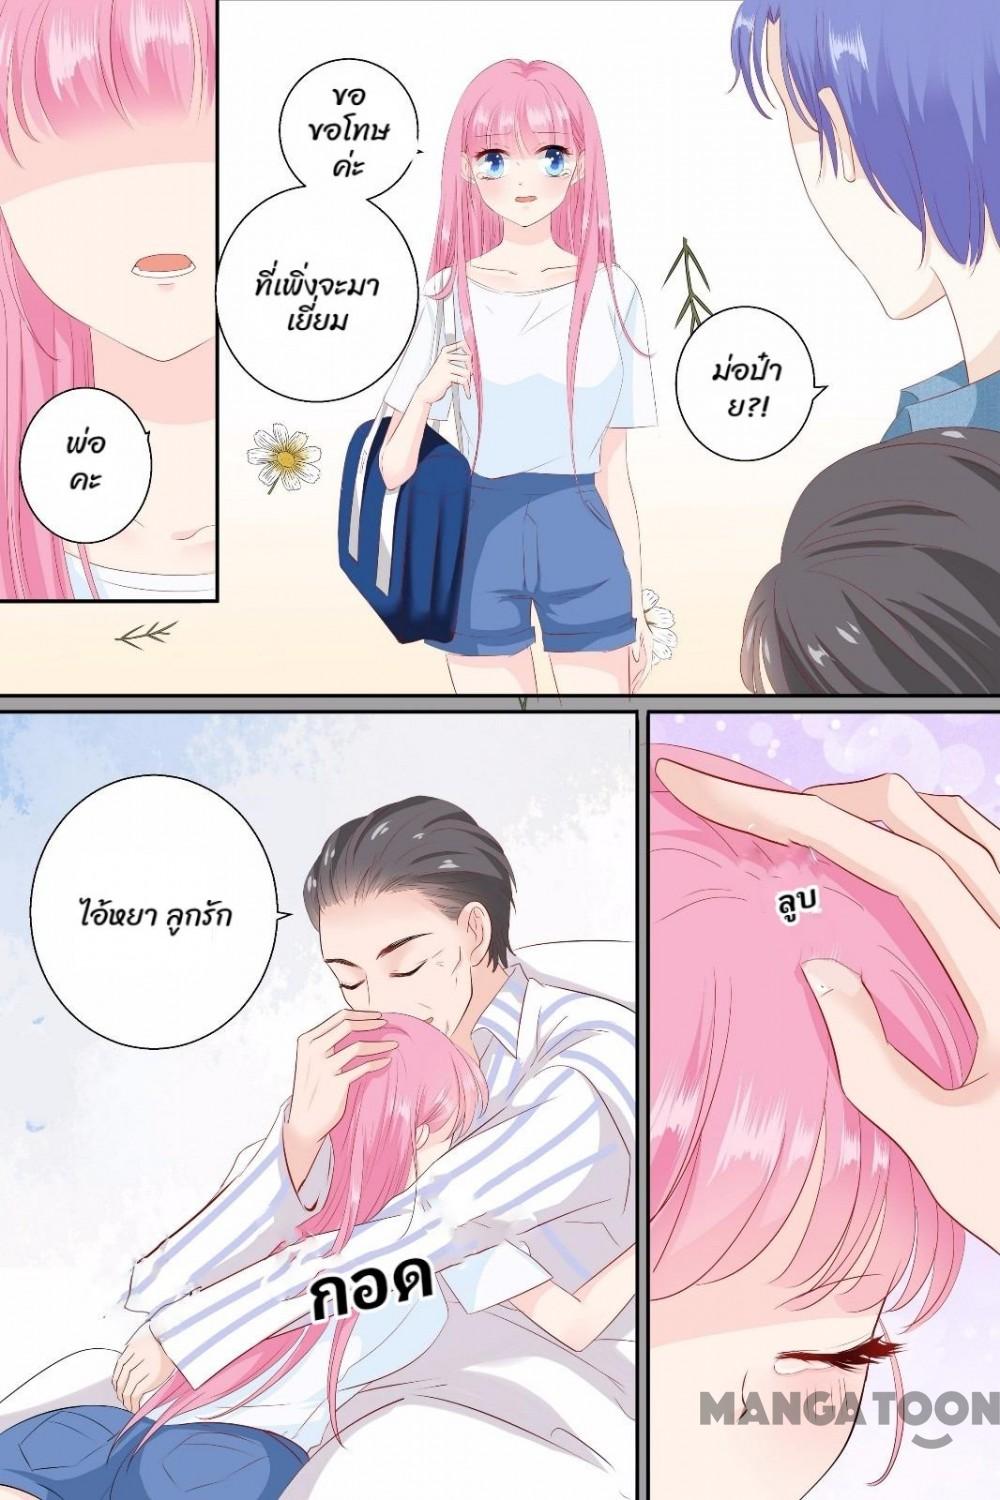 พ่อ
คะ
ขอ
ขอโทษ
ค่ะ
ที่เพิ่งจะมา
เยี่ยม
ม่อป๋า
ย?!
ไอ้หยา ลูกรัก
กอด
ลูบ
MANGATOON